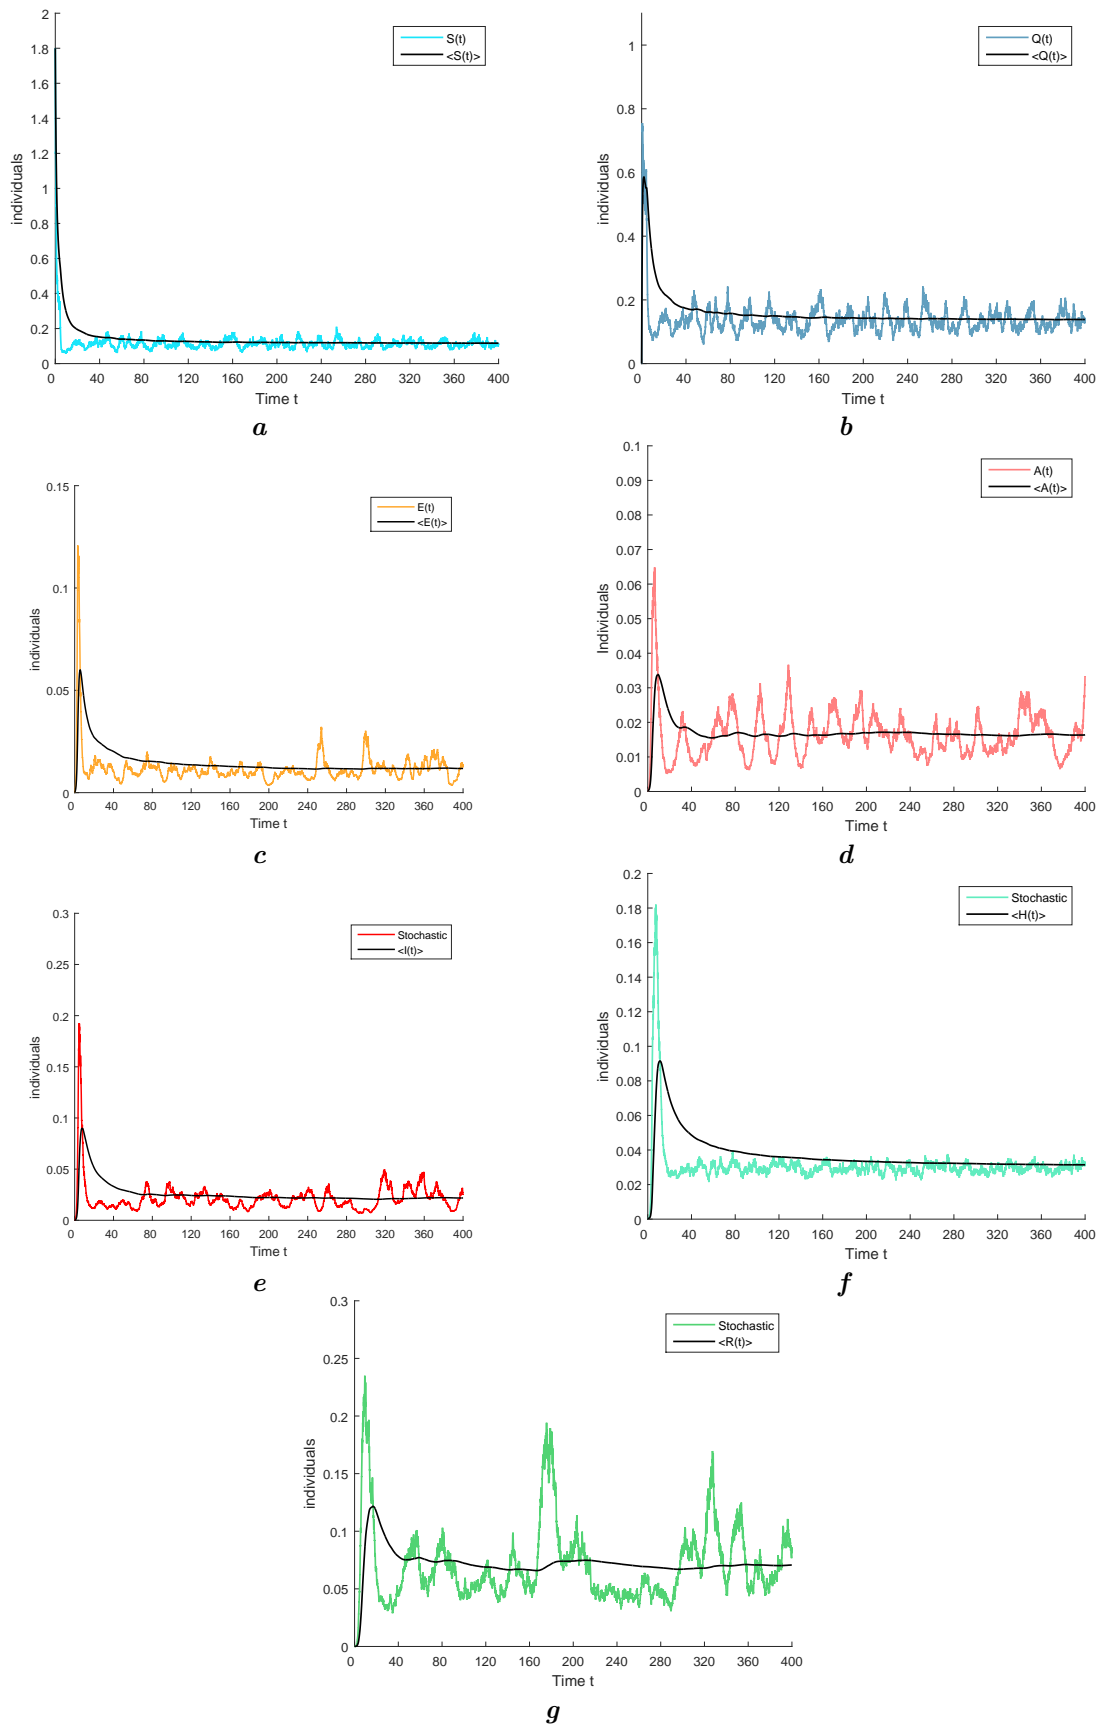 2
1.8
1.6
1.4
1.2
1
0.8
0.6
0.4
0.2
0
individuals
S(t)
<S(t)>
0 40 80 120 160 200 240 280 320 360 400
Time t
a
1
0.8
0.6
0.4
0.2
0
individuals
Q(t)
<Q(t)>
0 40 80 120 160 200 240 280 320 360 400
Time t
b
0.15
0.1
0.05
0
individuals
E(t)
<E(t)>
0 40 80 120 160 200 240 280 320 360 400
Time t
c
0.1
0.09
0.08
0.07
0.06
0.05
0.04
0.03
0.02
0.01
0
Individuals
A(t)
<A(t)>
0 40 80 120 160 200 240 280 320 360 400
Time t
d
0.3
0.25
0.2
0.15
0.1
0.05
0
individuals
Stochastic
<I(t)>
0 40 80 120 160 200 240 280 320 360 400
Time t
e
0.2
0.18
0.16
0.14
0.12
0.1
0.08
0.06
0.04
0.02
0
individuals
Stochastic
<H(t)>
0 40 80 120 160 200 240 280 320 360 400
Time t
f
0.3
0.25
0.2
0.15
0.1
0.05
0
individuals
Stochastic
<R(t)>
0 40 80 120 160 200 240 280 320 360 400
Time t
g